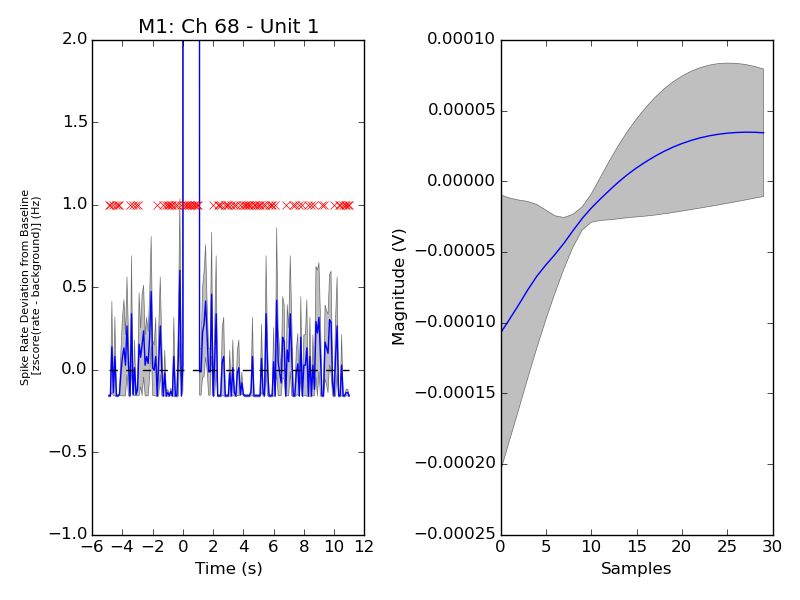 M1: Ch 68 - Unit 1
2.0
1.5
1.0
0.5
0.0
−0.5
−1.0
−6 −4 −2 0 2 4 6 8 10 12
Time (s)
Spike Rate Deviation from Baseline
[zscore(rate - background)] (Hz)
0.00010
0.00005
0.00000
−0.00005
−0.00010
−0.00015
−0.00020
−0.00025
0 5 10 15 20 25 30
Samples
Magnitude (V)